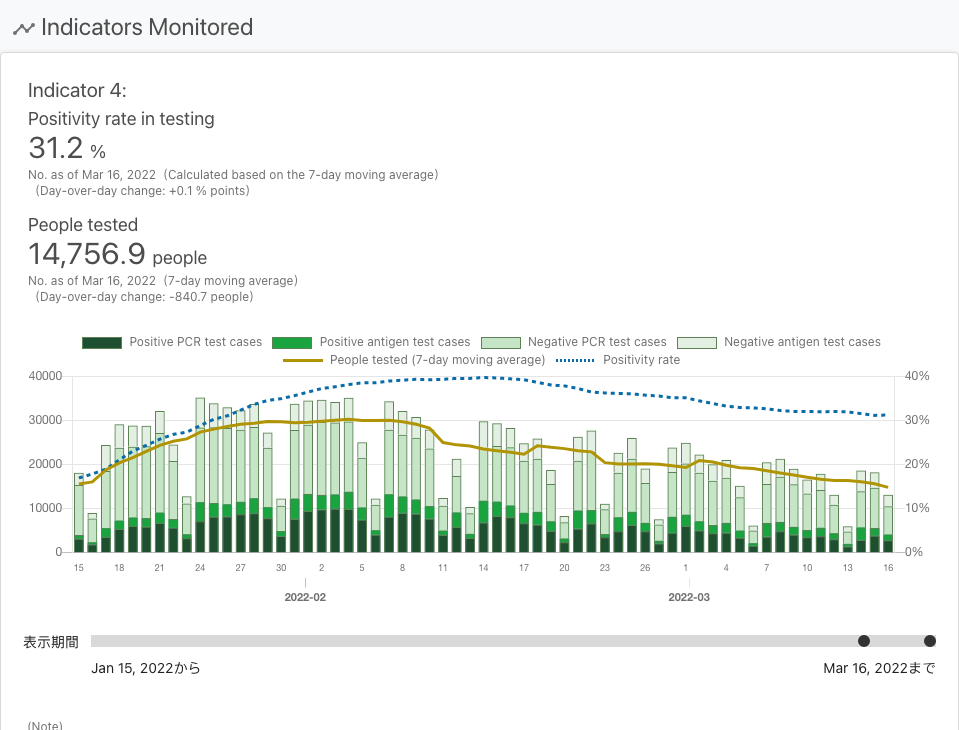 Indicators Monitored
Indicator 4:
Positivity rate in testing
31.2 %
No. as of Mar 16, 2022 (Calculated based on the 7-day moving average)
(Day-over-day change: +0.1 % points)
People tested
14,756.9 people
No. as of Mar 16, 2022 (7-day moving average)
(Day-over-day change: -840.7 people)
Positive PCR test cases Positive antigen test cases Negative PCR test cases Negative antigen test cases
People tested (7-day moving average) Positivity rate
40000 40%
30000 30%
20000 20%
10000 10%
0 0%
15 18 21 24 27 30 2 5 8 11 14 17 20 23 26 1 4 7 10 13 16
2022-02 2022-03
表示期間
Jan 15, 2022から Mar 16, 2022まで
(Note)